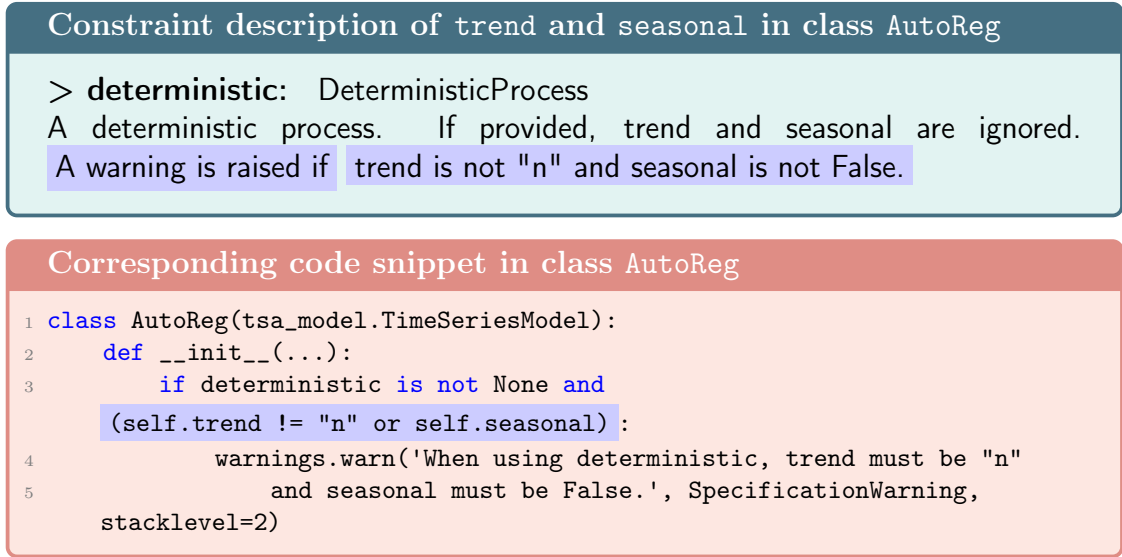 Constraint description of trend and seasonal in class AutoReg
> deterministic: DeterministicProcess
A deterministic process. If provided, trend and seasonal are ignored.
A warning is raised if trend is not "n" and seasonal is not False.
Corresponding code snippet in class AutoReg
1 class AutoReg(tsa_model.TimeSeriesModel):
2 def __init__(...):
3 if deterministic is not None and
(self.trend != "n" or self.seasonal):
4 warnings.warn('When using deterministic, trend must be "n"
5 and seasonal must be False.', SpecificationWarning,
stacklevel=2)